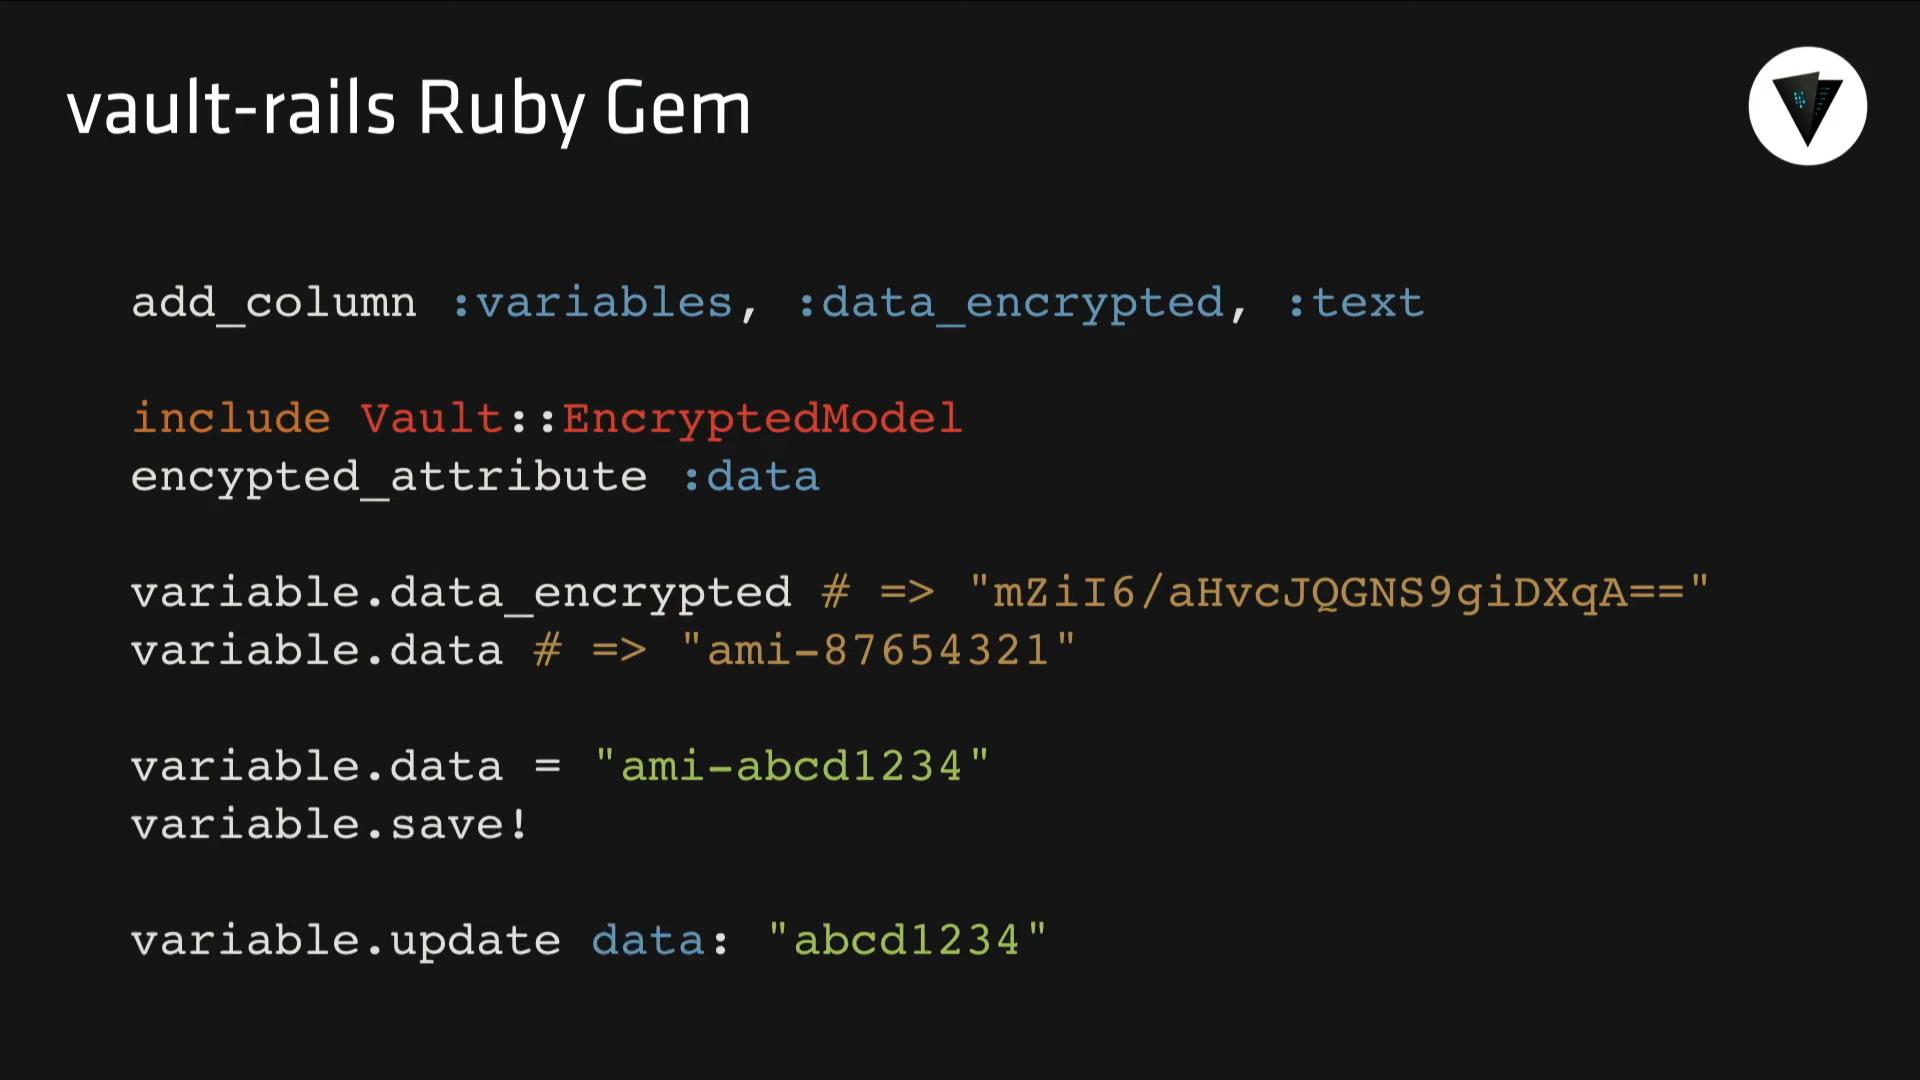 vault-rails Ruby Gem
add_column :variables, :data_encrypted, :text
include Vault::EncryptedModel
encypted_attribute :data
variable.data_encrypted # => "mZiI6/aHvcJQGNS9giDXqA=="
variable.data # => "ami-87654321"
variable.data = "ami-abcd1234"
variable.save!
variable.update data: "abcd1234"